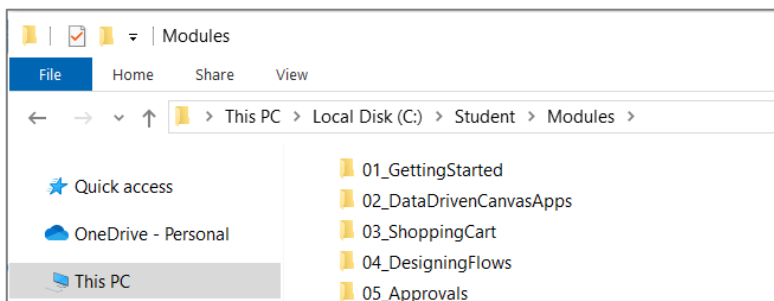 Modules
File Home Share View
This PC > Local Disk (C:) > Student > Modules >
01_GettingStarted
Quick access
02_DataDrivenCanvasApps
03_ShoppingCart
OneDrive - Personal
04_DesigningFlows
This PC
05_Approvals